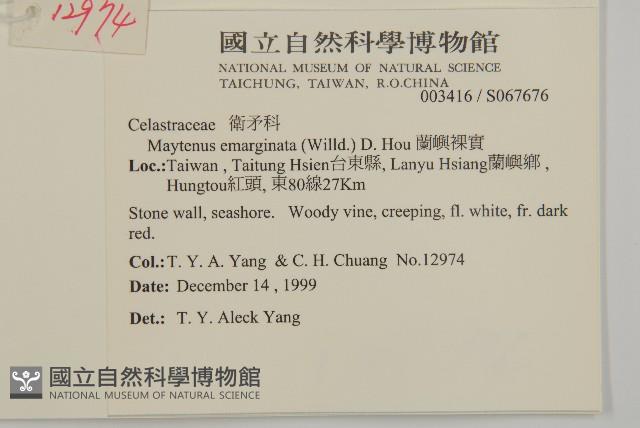 12974
國立自然科學博物館
NATIONAL MUSEUM OF NATURAL SCIENCE
TAICHUNG, TAIWAN, R.O.CHINA
003416 / S067676
Celastraceae 衛矛科
Maytenus emarginata (Willd.) D. Hou 蘭嶼裸實
Loc.:Taiwan , Taitung Hsien台東縣, Lanyu Hsiang蘭嶼鄉 ,
Hungtou紅頭, 東80線27Km
Stone wall, seashore. Woody vine, creeping, fl. white, fr. dark
red.
Col.: T. Y. A. Yang & C. H. Chuang No.12974
Date: December 14 , 1999
Det.: T. Y. Aleck Yang
國立自然科學博物館
NATIONAL MUSEUM OF NATURAL SCIENCE